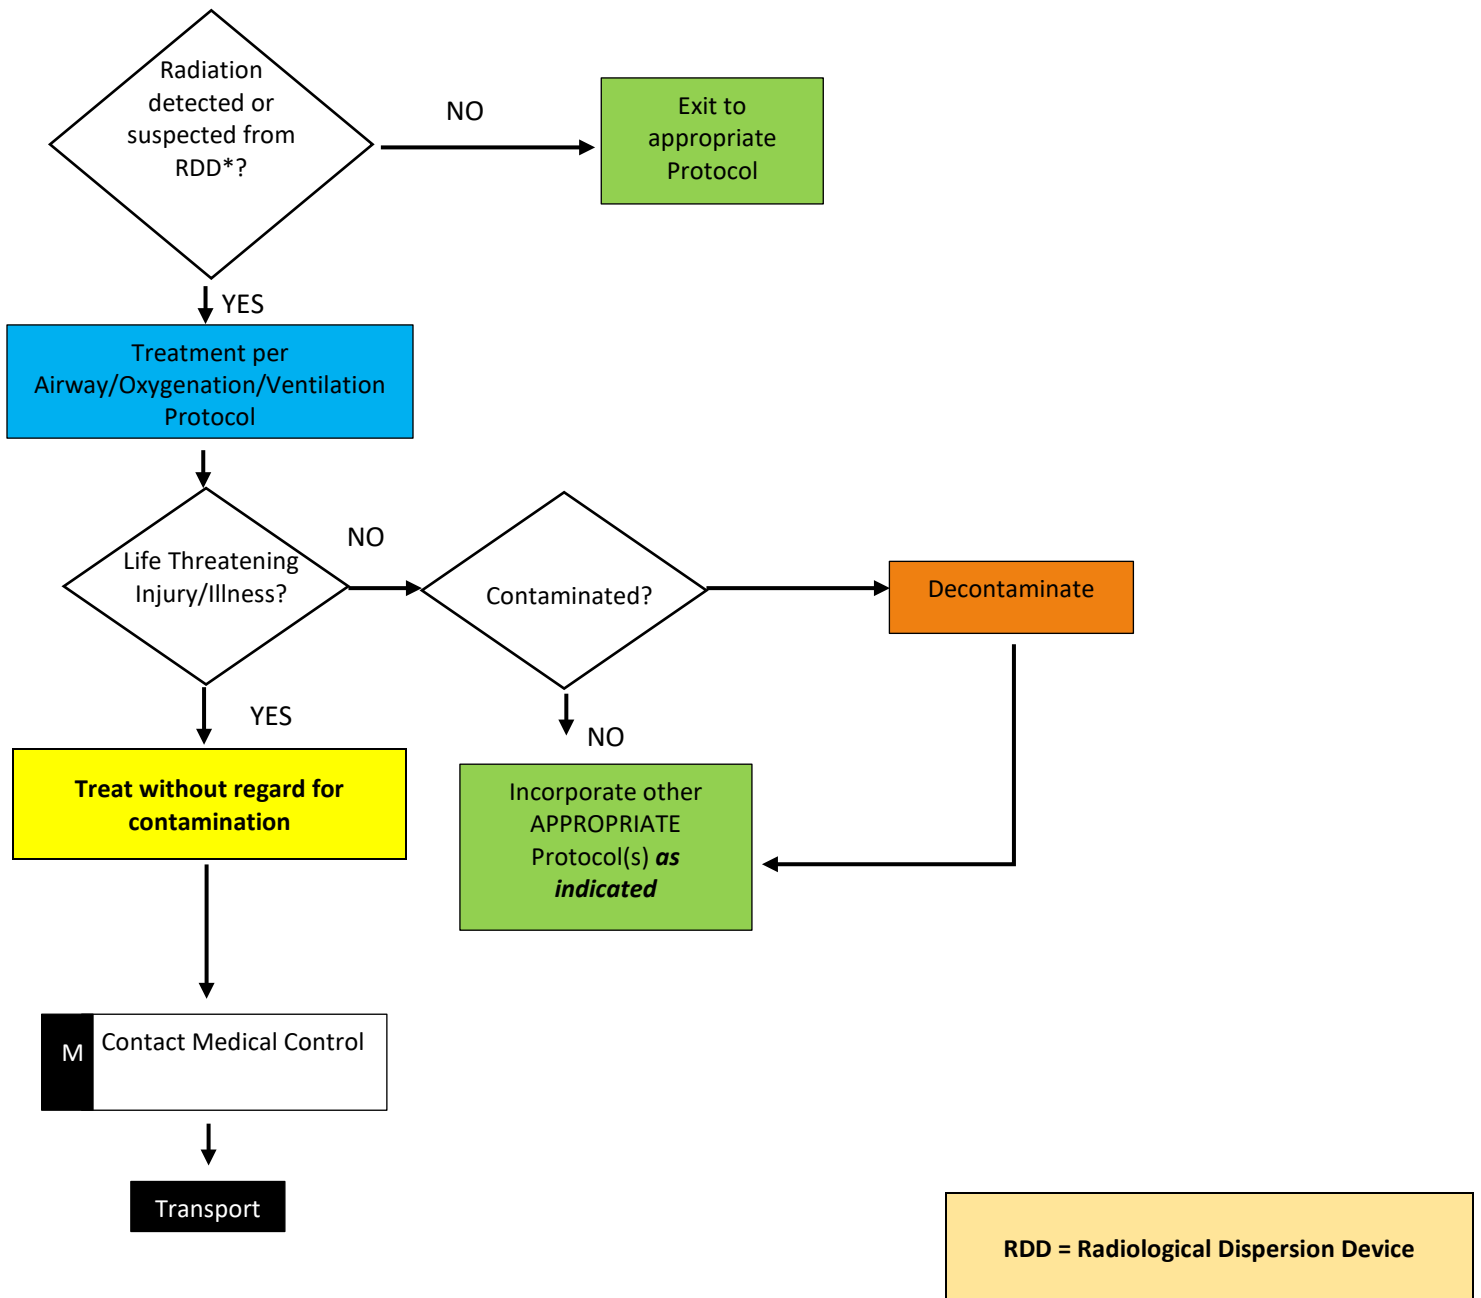 Radiation
detected or
suspected from
RDD*?
NO
Exit to
appropriate
Protocol
YES
Treatment per
Airway/Oxygenation/Ventilation
Protocol
Life Threatening
Injury/Illness?
NO
Contaminated?
Decontaminate
YES
NO
Treat without regard for
contamination
Incorporate other
APPROPRIATE
Protocol(s) as
indicated
M
Contact Medical Control
Transport
RDD = Radiological Dispersion Device